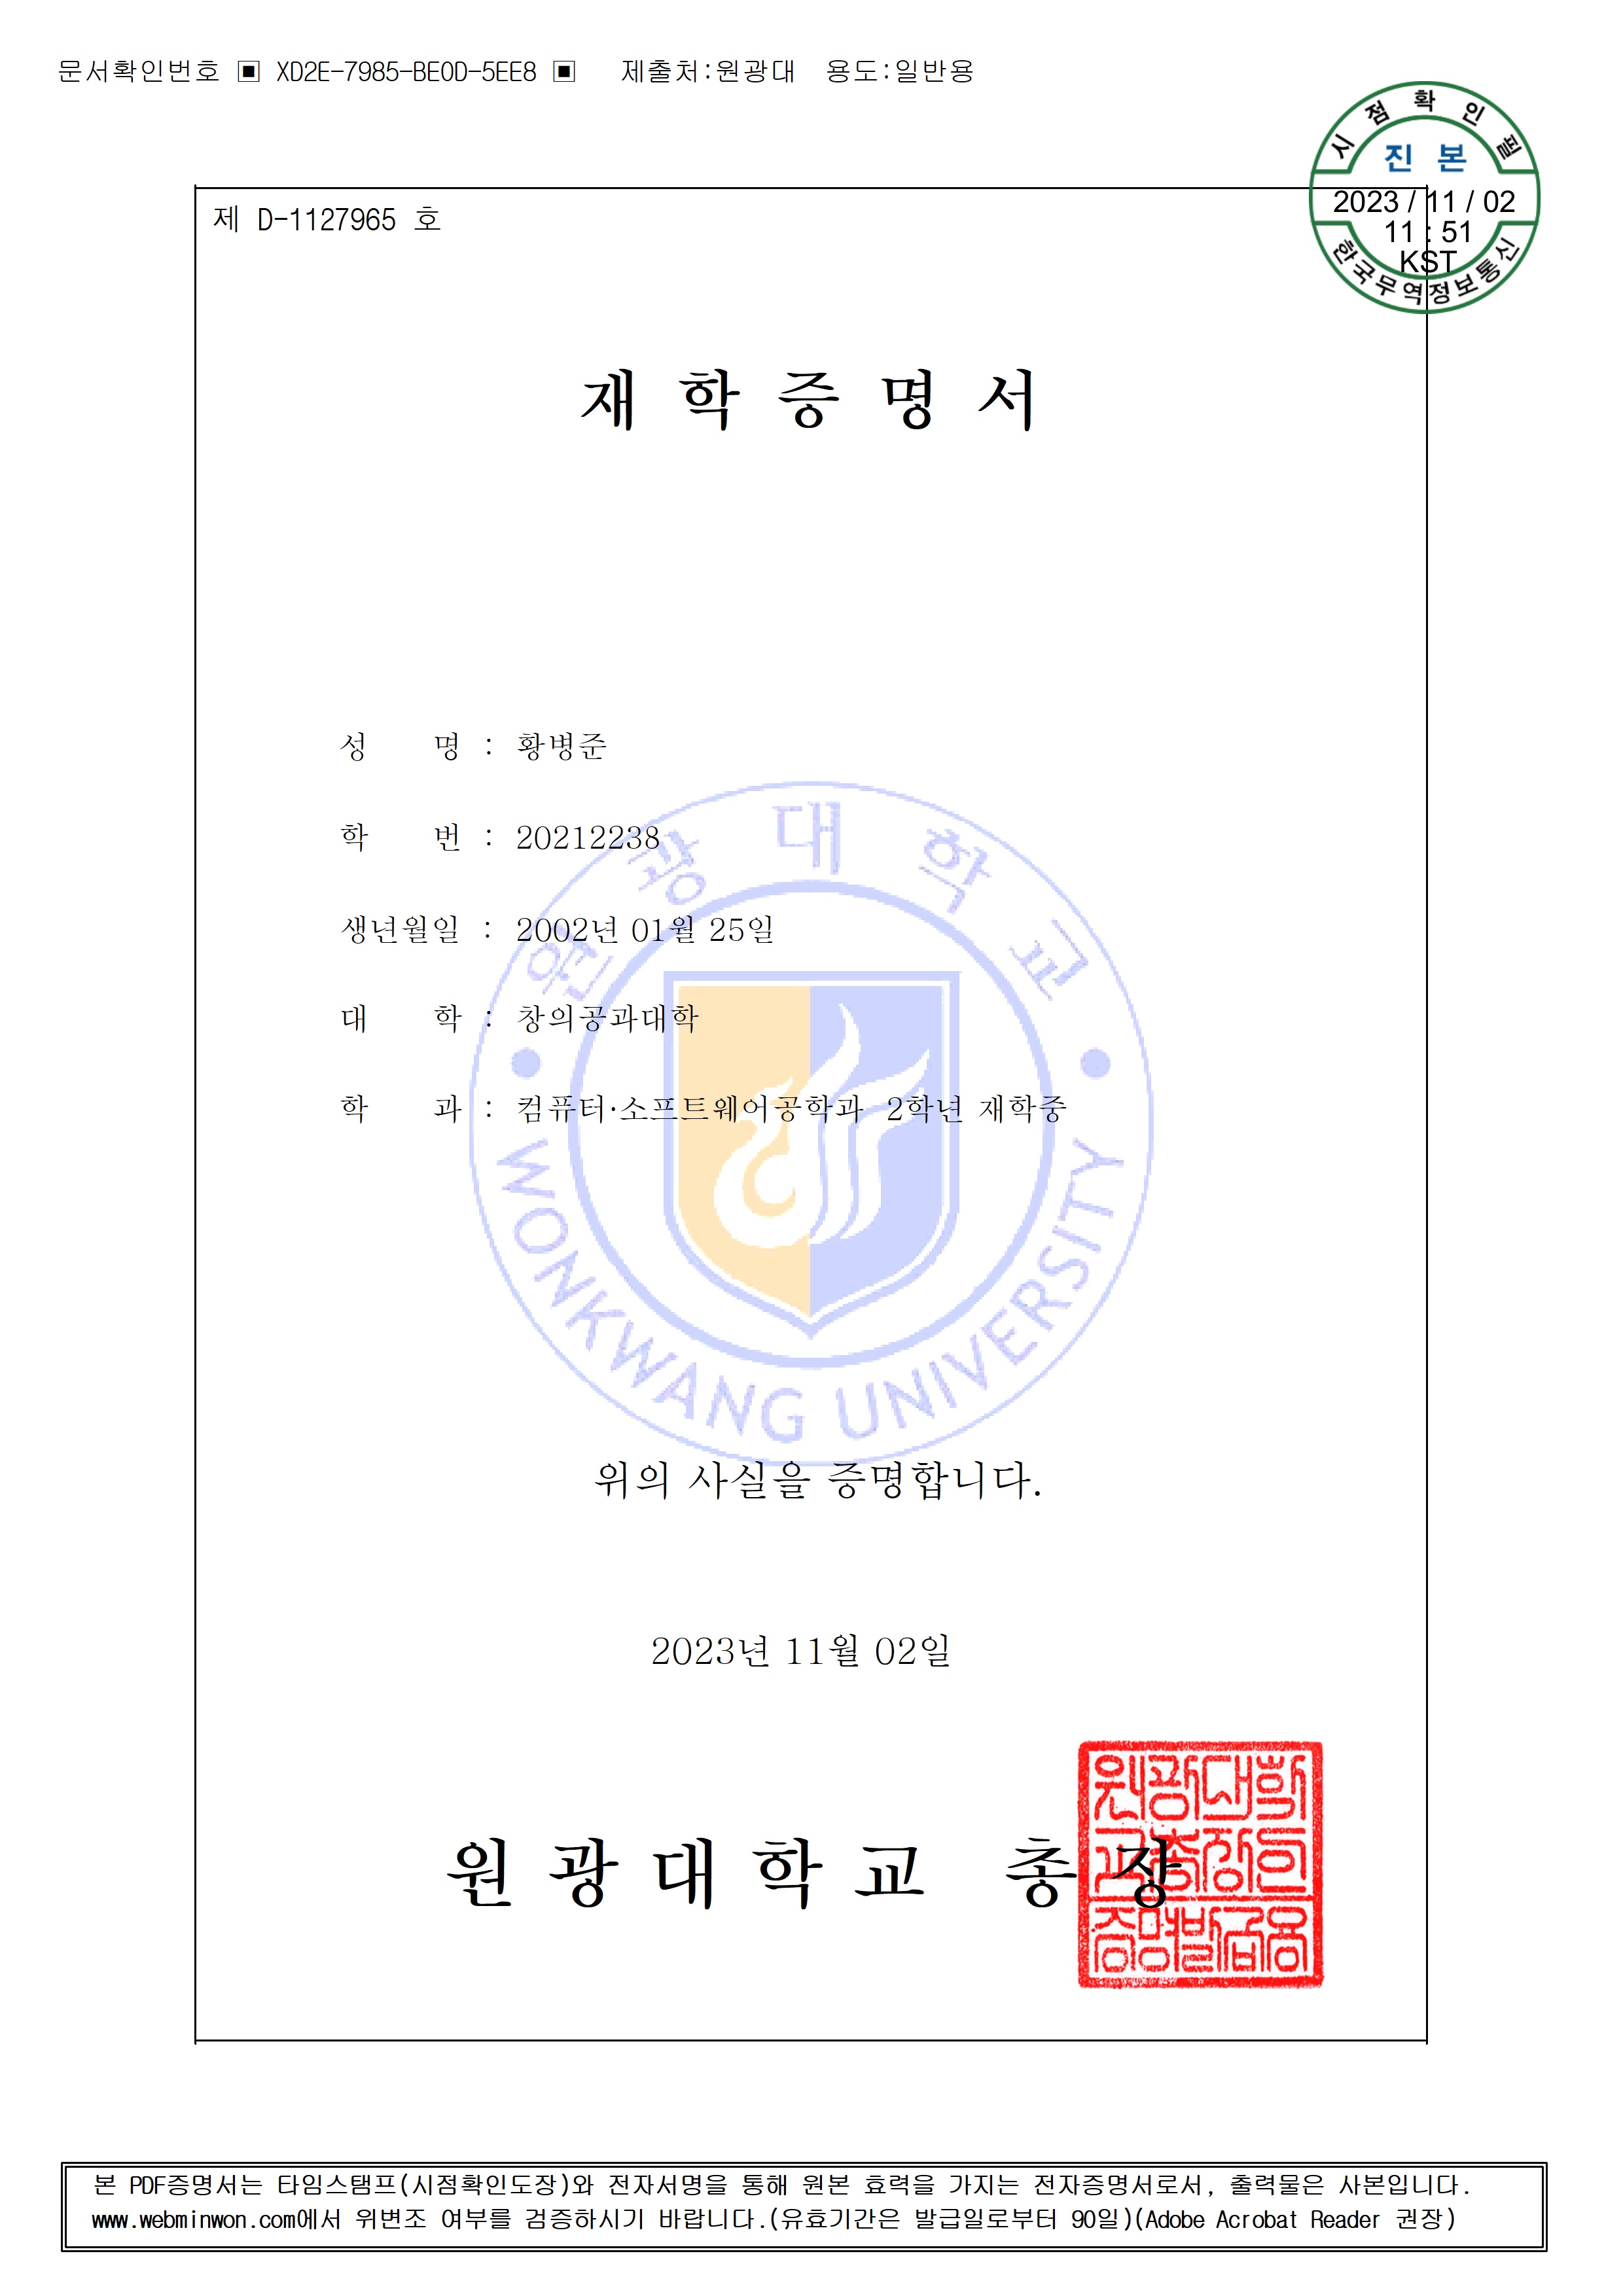 문서확인번호 ▣ XD2E-7985-BE0D-5EE8 ▣ 제출처:원광대 용도:일반용
시 점 확 인 필
진 본
2023 / 11 / 02
11 : 51
KST
한국무역정보통신
제 D-1127965 호
재 학 증 명 서
성 명 : 황병준
학 번 : 20212238
생년월일 : 2002년 01월 25일
대 학 : 창의공과대학
학 과 : 컴퓨터·소프트웨어공학과 2학년 재학중
원광대학교
WONKWANG UNIVERSITY
위의 사실을 증명합니다.
2023년 11월 02일
원 광 대 학 교 총 장
원광대학
교총장의
증명발급용
본 PDF증명서는 타임스탬프(시점확인도장)와 전자서명을 통해 원본 효력을 가지는 전자증명서로서, 출력물은 사본입니다.
www.webminwon.com에서 위변조 여부를 검증하시기 바랍니다.(유효기간은 발급일로부터 90일)(Adobe Acrobat Reader 권장)